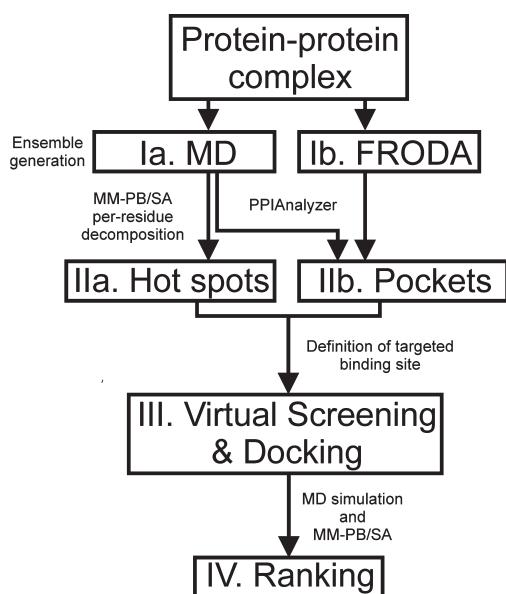 Protein-protein
complex
Ensemble
generation
Ia. MD
Ib. FRODA
MM-PB/SA
per-residue
decomposition
PPIAnalyzer
IIa. Hot spots
IIb. Pockets
Definition of targeted
binding site
III. Virtual Screening
& Docking
MD simulation
and
MM-PB/SA
IV. Ranking